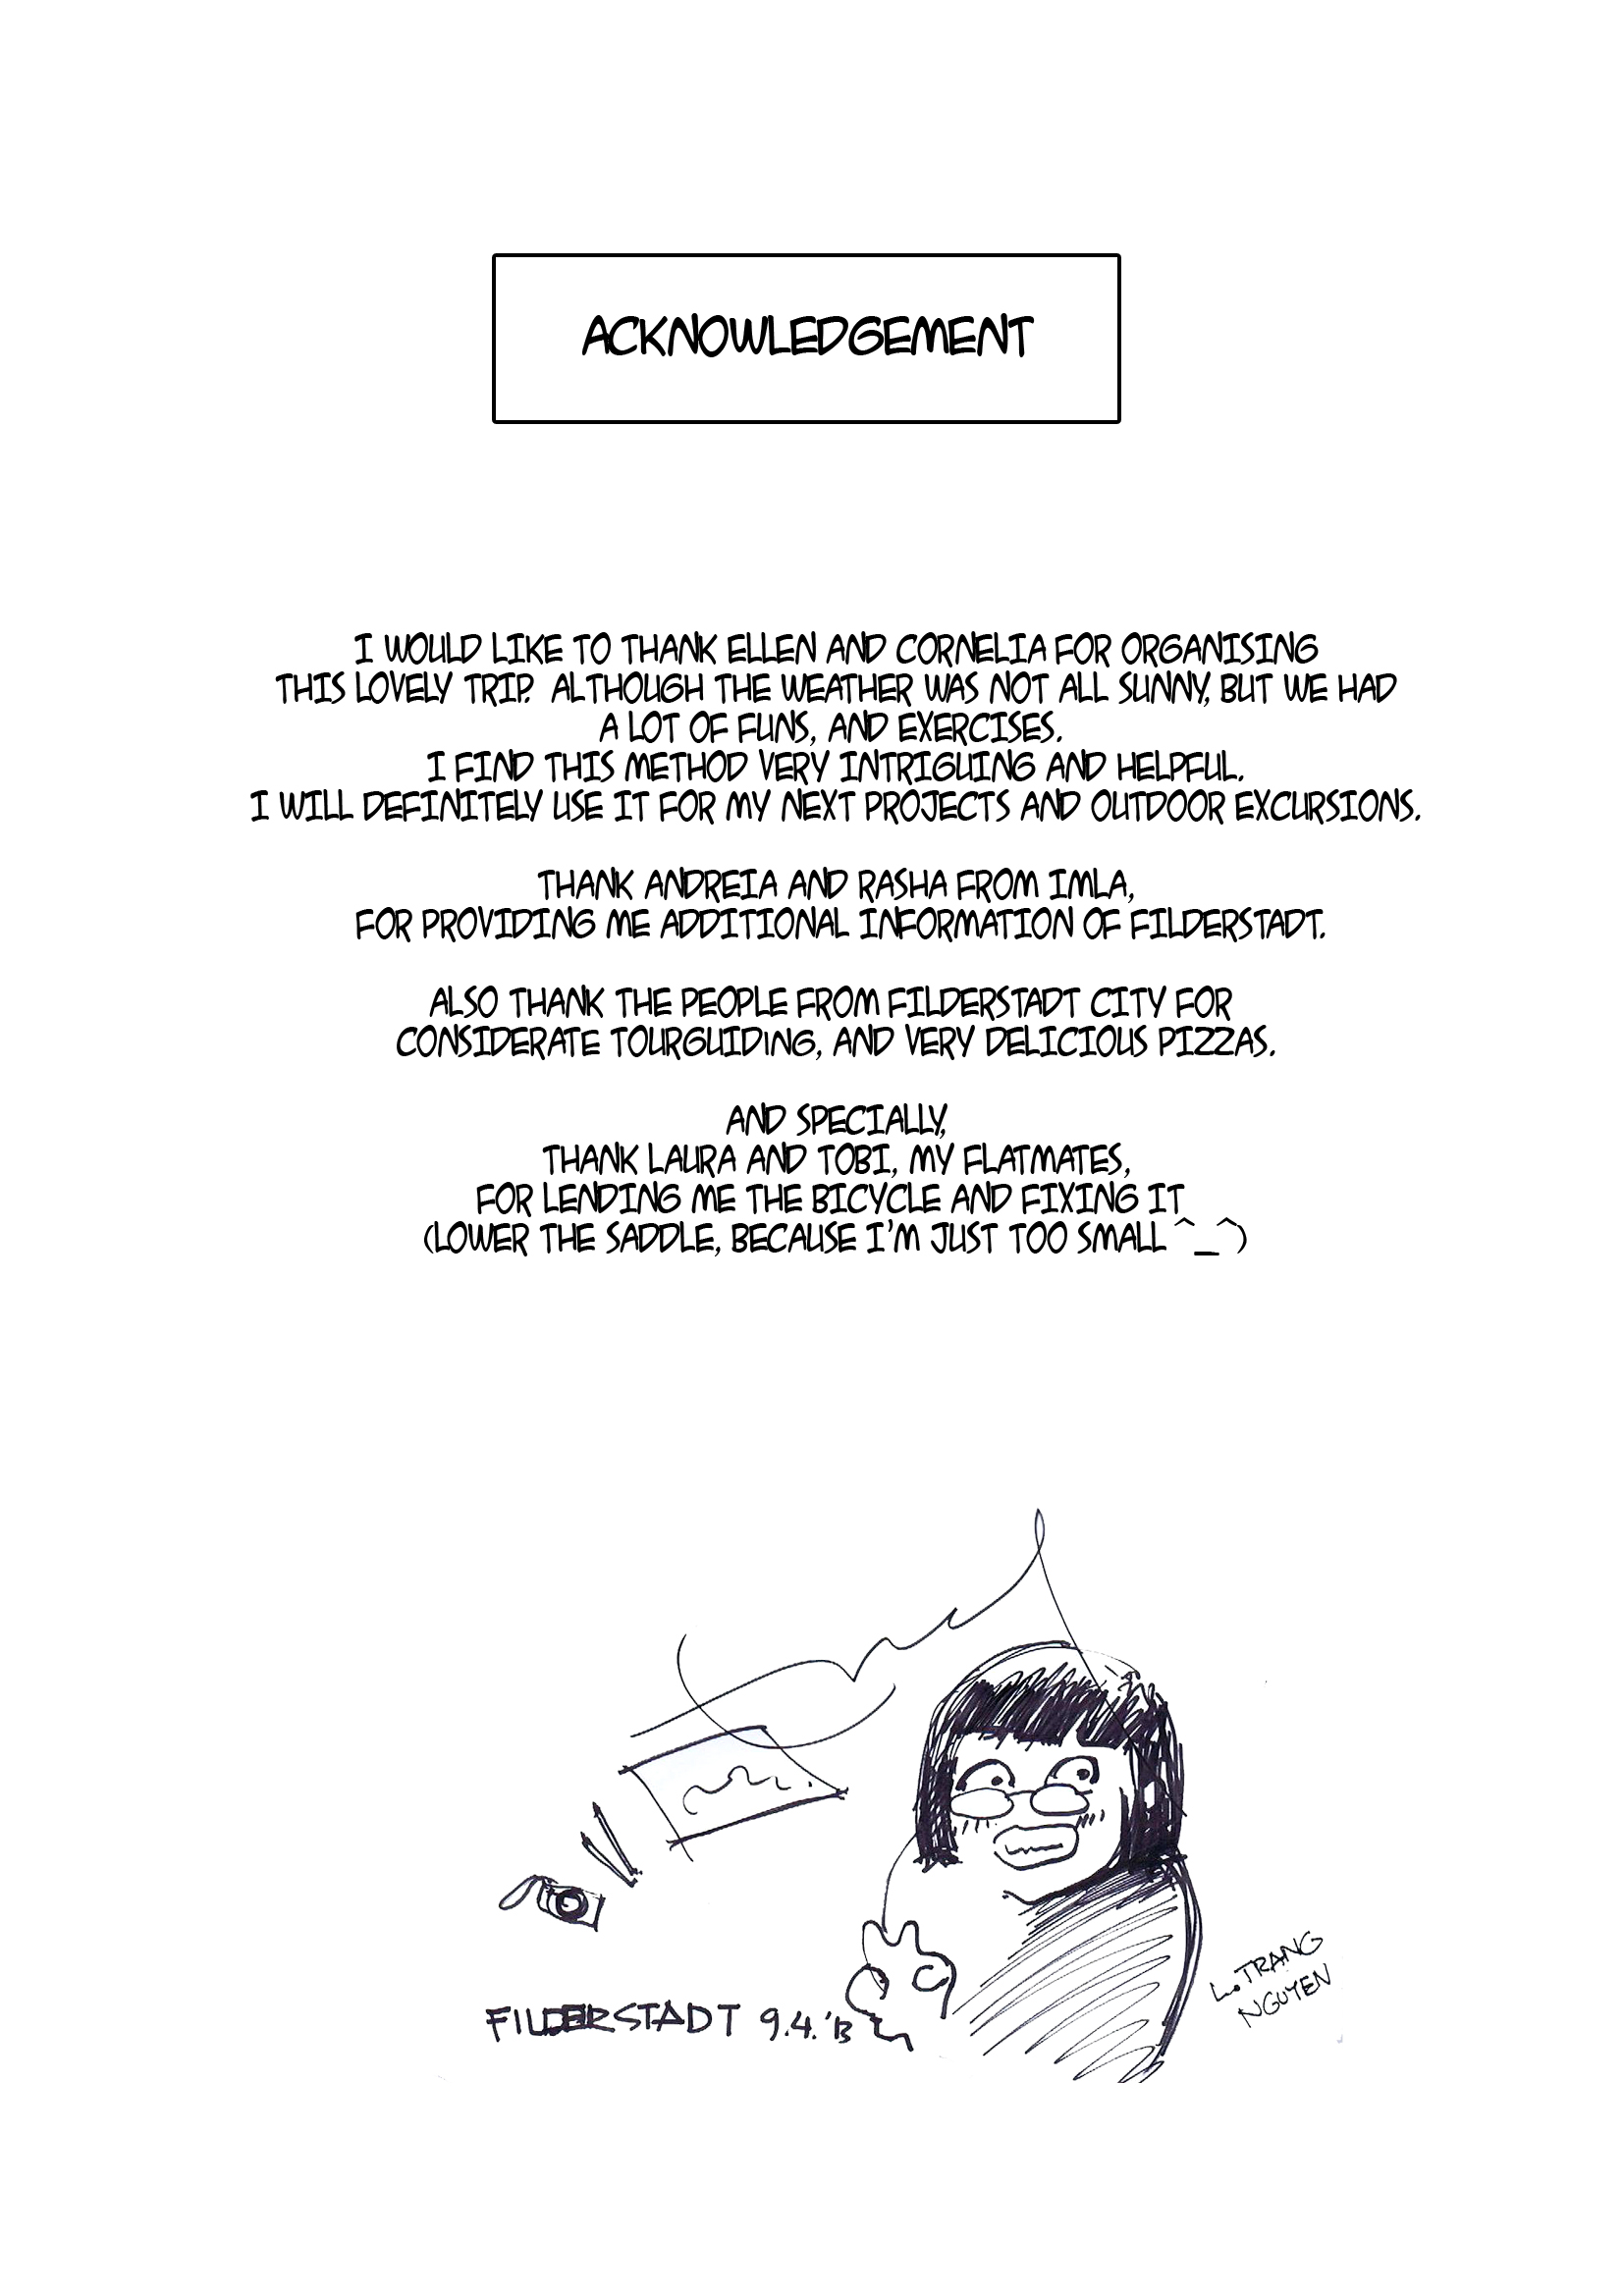 ACKNOWLEDGEMENT
I WOULD LIKE TO THANK ELLEN AND CORNELIA FOR ORGANISING
THIS LOVELY TRIP. ALTHOUGH THE WEATHER WAS NOT ALL SUNNY, BUT WE HAD
A LOT OF FUNS, AND EXERCISES.
I FIND THIS METHOD VERY INTRIGUING AND HELPFUL.
I WILL DEFINITELY USE IT FOR MY NEXT PROJECTS AND OUTDOOR EXCURSIONS.
THANK ANDREIA AND RASHA FROM IMLA,
FOR PROVIDING ME ADDITIONAL INFORMATION OF FILDERSTADT.
ALSO THANK THE PEOPLE FROM FILDERSTADT CITY FOR
CONSIDERATE TOURGUIDING, AND VERY DELICIOUS PIZZAS.
AND SPECIALLY,
THANK LAURA AND TOBI, MY FLATMATES,
FOR LENDING ME THE BICYCLE AND FIXING IT
(LOWER THE SADDLE, BECAUSE I'M JUST TOO SMALL ^_^)
FILDERSTADT 9.4.'13
L. TRANG
NGUYEN